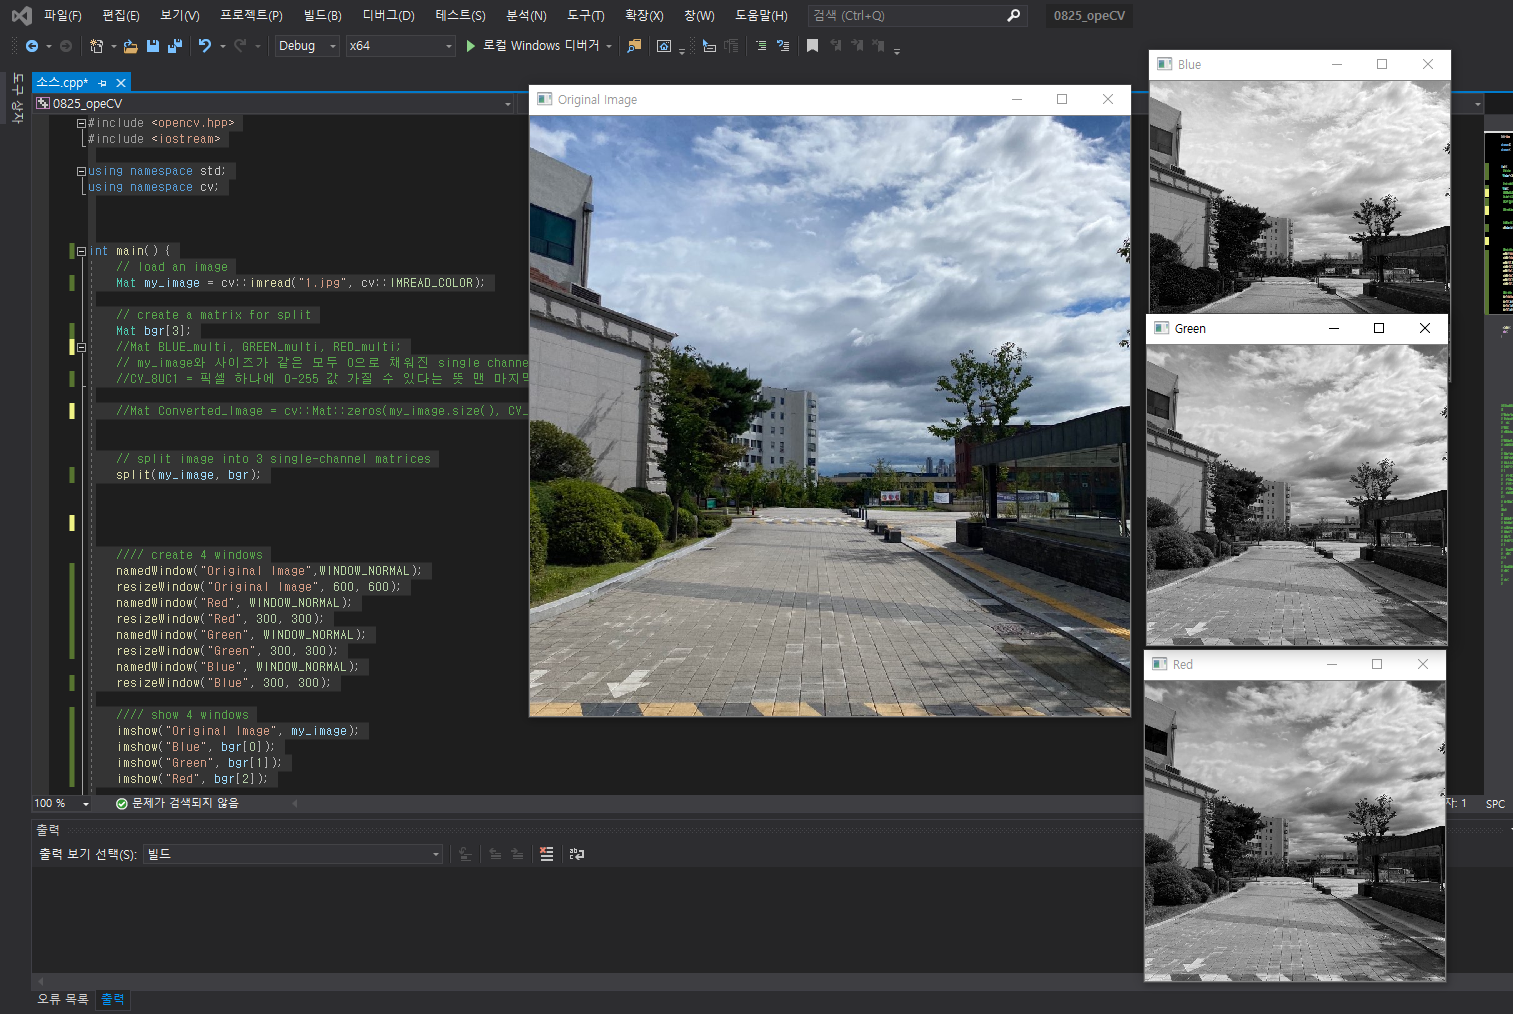 파일(F) 편집(E) 보기(V) 프로젝트(P) 빌드(B) 디버그(D) 테스트(S) 분석(N) 도구(T) 확장(X) 창(W) 도움말(H) 검색 (Ctrl+Q) 0825_opeCV
Debug x64 로컬 Windows 디버거
도구 상자
소스.cpp*
0825_opeCV
#include <opencv.hpp>
#include <iostream>
using namespace std;
using namespace cv;
int main() {
// load an image
Mat my_image = cv::imread("1.jpg", cv::IMREAD_COLOR);
// create a matrix for split
Mat bgr[3];
//Mat BLUE_multi, GREEN_multi, RED_multi;
// my_image와 사이즈가 같은 모두 0으로 채워진 single channe
//CV_8UC1 = 픽셀 하나에 0-255 값 가질 수 있다는 뜻 맨 마지막
//Mat Converted_Image = cv::Mat::zeros(my_image.size(), CV_
// split image into 3 single-channel matrices
split(my_image, bgr);
//// create 4 windows
namedWindow("Original Image",WINDOW_NORMAL);
resizeWindow("Original Image", 600, 600);
namedWindow("Red", WINDOW_NORMAL);
resizeWindow("Red", 300, 300);
namedWindow("Green", WINDOW_NORMAL);
resizeWindow("Green", 300, 300);
namedWindow("Blue", WINDOW_NORMAL);
resizeWindow("Blue", 300, 300);
//// show 4 windows
imshow("Original Image", my_image);
imshow("Blue", bgr[0]);
imshow("Green", bgr[1]);
imshow("Red", bgr[2]);
Original Image
Blue
Green
Red
100 % 문제가 검색되지 않음
자: 1 SPC
출력
출력 보기 선택(S): 빌드
오류 목록 출력